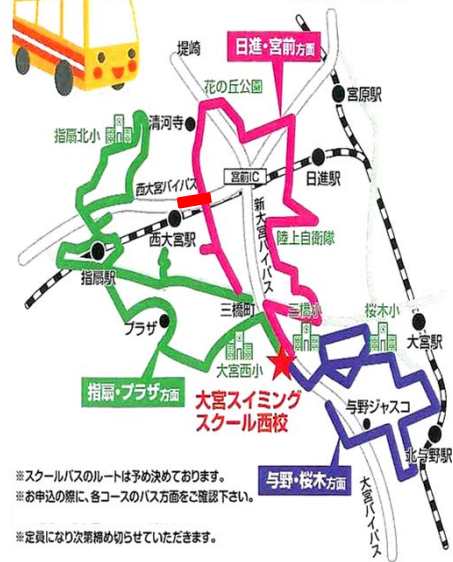 堤崎
日進・宮前方面
花の丘公園
宮原駅
指扇北小
清河寺
西大宮バイパス
宮前IC
日進駅
西大宮駅
新大宮バイパス
陸上自衛隊
指扇駅
三橋町
三橋小
桜木小
プラザ
大宮西小
大宮駅
指扇・プラザ方面
大宮スイミング
スクール西校
与野ジャスコ
北与野駅
与野・桜木方面
大宮バイパス
※スクールバスのルートは予め決めております。
※お申込の際に、各コースのバス方面をご確認下さい。
※定員になり次第締め切らせていただきます。